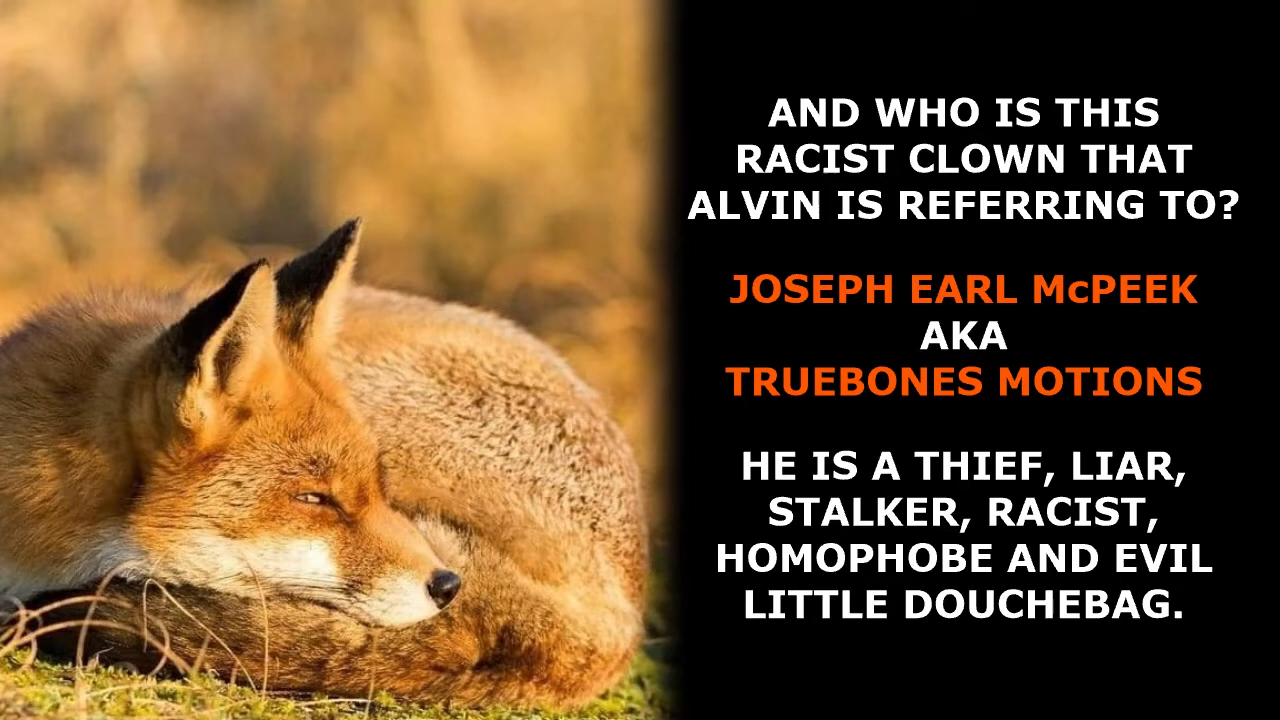 AND WHO IS THIS
RACIST CLOWN THAT
ALVIN IS REFERRING TO?
JOSEPH EARL McPEEK
AKA
TRUEBONES MOTIONS
HE IS A THIEF, LIAR,
STALKER, RACIST,
HOMOPHOBE AND EVIL
LITTLE DOUCHEBAG.